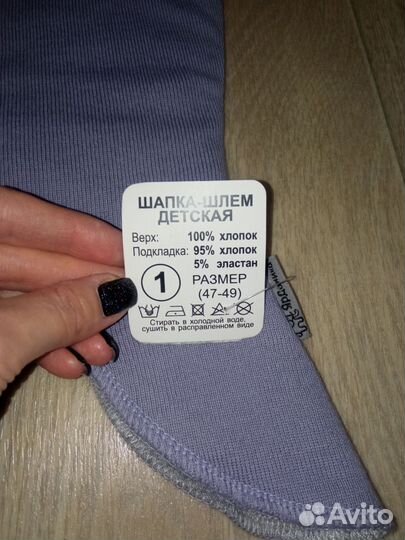 ШАПКА-ШЛЕМ
ДЕТСКАЯ
Верх: 100% хлопок
Подкладка: 95% хлопок
5% эластан
1 РАЗМЕР
(47-49)
Стирать в холодной воде,
сушить в расправленном виде
Avito